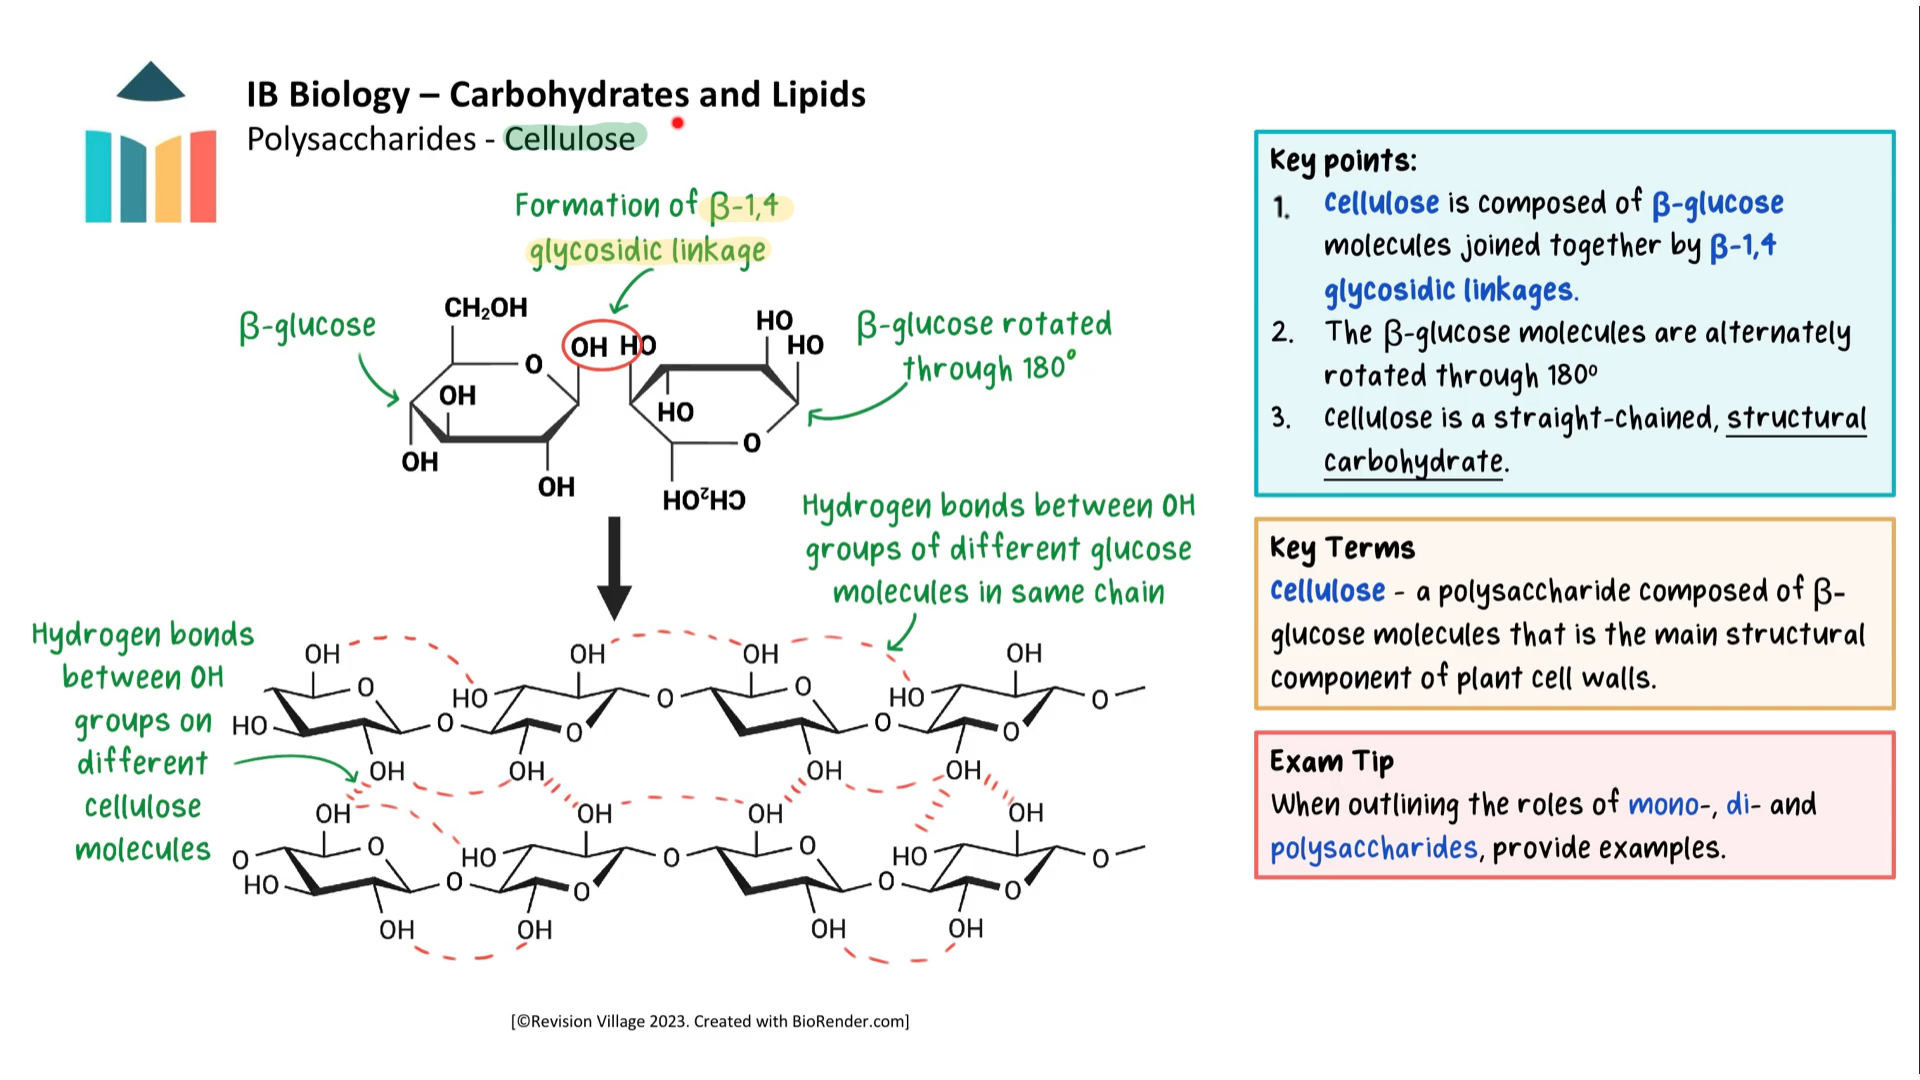 IB Biology – Carbohydrates and Lipids
Polysaccharides - Cellulose
Formation of β-1,4
glycosidic linkage
β-glucose
CH₂OH
O
OH
OH
OH
OH HO
HO
HO
HO
O
CH₂OH
β-glucose rotated
through 180°
Hydrogen bonds between OH
groups of different glucose
molecules in same chain
Hydrogen bonds
between OH
groups on
different
cellulose
molecules
OH
OH
OH
OH
O
HO
O
O
HO
O
HO
O
O
O
O
OH
OH
OH
OH
OH
OH
OH
OH
O
O
HO
O
O
HO
O
HO
O
O
O
O
OH
OH
OH
OH
[©Revision Village 2023. Created with BioRender.com]
Key points:
1. Cellulose is composed of β-glucose
molecules joined together by β-1,4
glycosidic linkages.
2. The β-glucose molecules are alternately
rotated through 180º
3. Cellulose is a straight-chained, structural
carbohydrate.
Key Terms
Cellulose - a polysaccharide composed of β-
glucose molecules that is the main structural
component of plant cell walls.
Exam Tip
When outlining the roles of mono-, di- and
polysaccharides, provide examples.